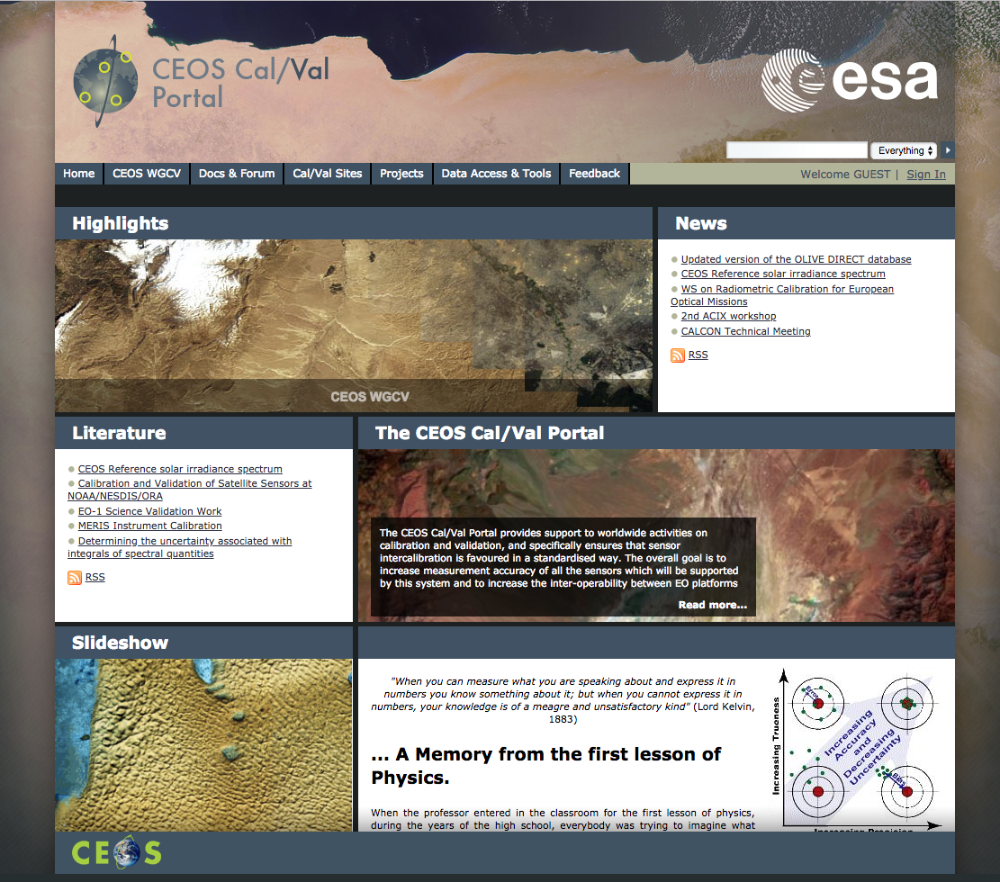 CEOS Cal/Val
Portal
esa
Everything
Home
CEOS WGCV
Docs & Forum
Cal/Val Sites
Projects
Data Access & Tools
Feedback
Welcome GUEST |
Sign In
Highlights
CEOS WGCV
News
Updated version of the OLIVE DIRECT database
CEOS Reference solar irradiance spectrum
WS on Radiometric Calibration for European
Optical Missions
2nd ACIX workshop
CALCON Technical Meeting
RSS
Literature
CEOS Reference solar irradiance spectrum
Calibration and Validation of Satellite Sensors at
NOAA/NESDIS/ORA
EO-1 Science Validation Work
MERIS Instrument Calibration
Determining the uncertainty associated with
integrals of spectral quantities
RSS
The CEOS Cal/Val Portal
The CEOS Cal/Val Portal provides support to worldwide activities on
calibration and validation, and specifically ensures that sensor
intercalibration is favoured in a standardised way. The overall goal is to
increase measurement accuracy of all the sensors which will be supported
by this system and to increase the inter-operability between EO platforms
Read more...
Slideshow
"When you can measure what you are speaking about and express it in
numbers you know something about it; but when you cannot express it in
numbers, your knowledge is of a meagre and unsatisfactory kind" (Lord Kelvin,
1883)
... A Memory from the first lesson of
Physics.
When the professor entered in the classroom for the first lesson of physics,
during the years of the high school, everybody was trying to imagine what
Increasing Trueness
Error
Increasing
Accuracy
and
Decreasing
Uncertainty
Bias
Increasing Precision
CEOS